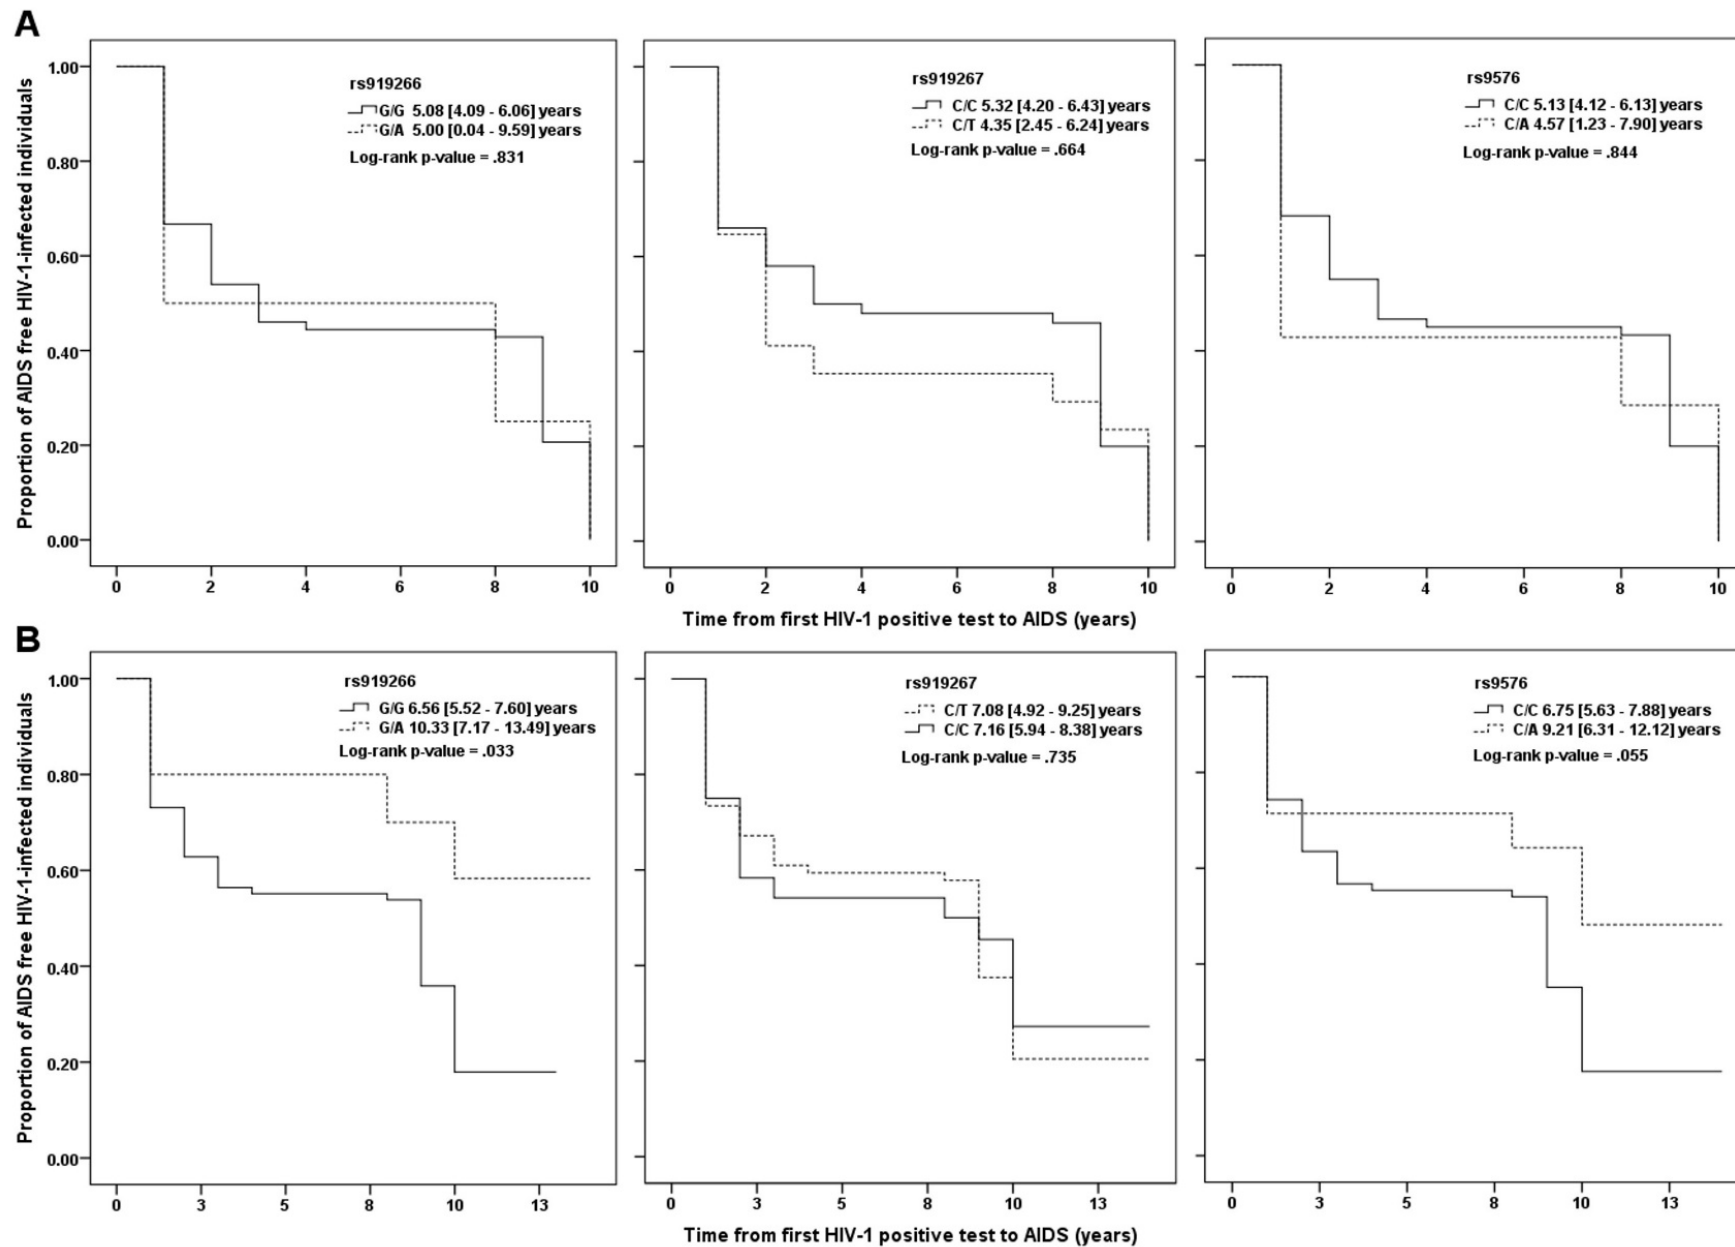 A
Proportion of AIDS free HIV-1-infected individuals
1.00
0.80
0.60
0.40
0.20
0.00
rs919266
G/G 5.08 [4.09 - 6.06] years
G/A 5.00 [0.04 - 9.59] years
Log-rank p-value = .831
0 2 4 6 8 10
rs919267
C/C 5.32 [4.20 - 6.43] years
C/T 4.35 [2.45 - 6.24] years
Log-rank p-value = .664
0 2 4 6 8 10
rs9576
C/C 5.13 [4.12 - 6.13] years
C/A 4.57 [1.23 - 7.90] years
Log-rank p-value = .844
0 2 4 6 8 10
Time from first HIV-1 positive test to AIDS (years)
B
Proportion of AIDS free HIV-1-infected individuals
1.00
0.80
0.60
0.40
0.20
0.00
rs919266
G/G 6.56 [5.52 - 7.60] years
G/A 10.33 [7.17 - 13.49] years
Log-rank p-value = .033
0 3 5 8 10 13
rs919267
C/T 7.08 [4.92 - 9.25] years
C/C 7.16 [5.94 - 8.38] years
Log-rank p-value = .735
0 3 5 8 10 13
rs9576
C/C 6.75 [5.63 - 7.88] years
C/A 9.21 [6.31 - 12.12] years
Log-rank p-value = .055
0 3 5 8 10 13
Time from first HIV-1 positive test to AIDS (years)